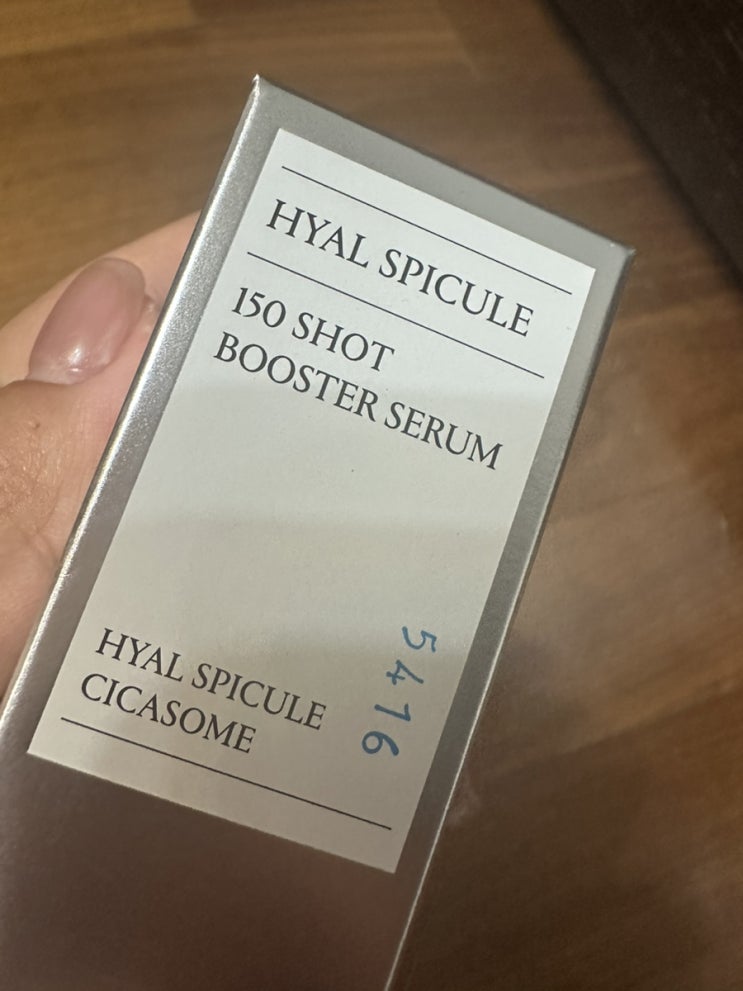 HYAL SPICULE
150 SHOT
BOOSTER SERUM
HYAL SPICULE
CICASOME
5416